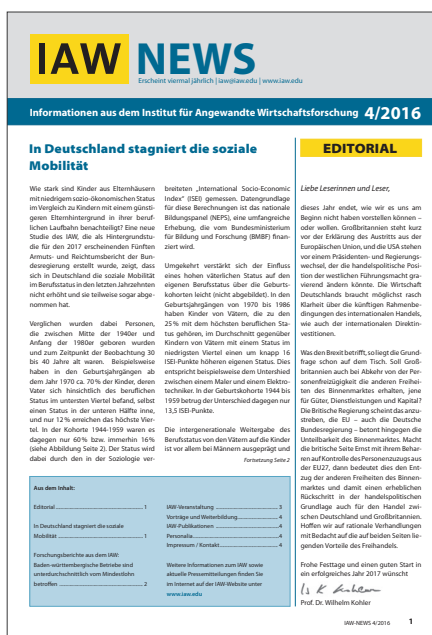 IAW NEWS
Erscheint viermal jährlich | iaw@iaw.edu | www.iaw.edu
Informationen aus dem Institut für Angewandte Wirtschaftsforschung 4/2016
In Deutschland stagniert die soziale
Mobilität
Wie stark sind Kinder aus Elternhäusern
mit niedrigem sozio-ökonomischen Status
im Vergleich zu Kindern mit einem günsti-
geren Elternhintergrund in ihrer beruf-
lichen Laufbahn benachteiligt? Eine neue
Studie des IAW, die als Hintergrundstu-
die für den 2017 erscheinenden Fünften
Armuts- und Reichtumsbericht der Bun-
desregierung erstellt wurde, zeigt, dass
sich in Deutschland die soziale Mobilität
im Berufsstatus in den letzten Jahrzehnten
nicht erhöht und sie teilweise sogar abge-
nommen hat.
Verglichen wurden dabei Personen,
die zwischen Mitte der 1940er und
Anfang der 1980er geboren wurden
und zum Zeitpunkt der Beobachtung 30
bis 40 Jahre alt waren. Beispielsweise
haben in den Geburtsjahrgängen ab
dem Jahr 1970 ca. 70 % der Kinder, deren
Vater sich hinsichtlich des beruflichen
Status im untersten Viertel befand, selbst
einen Status in der unteren Hälfte inne,
und nur 12 % erreichen das höchste Vier-
tel. In der Kohorte 1944-1959 waren es
dagegen nur 60 % bzw. immerhin 16%
(siehe Abbildung Seite 2). Der Status wird
dabei durch den in der Soziologie ver-
breiteten „International Socio-Economic
Index“ (ISEI) gemessen. Datengrundlage
für diese Berechnungen ist das nationale
Bildungspanel (NEPS), eine umfangreiche
Erhebung, die vom Bundesministerium
für Bildung und Forschung (BMBF) finan-
ziert wird.
Umgekehrt verstärkt sich der Einfluss
eines hohen väterlichen Status auf den
eigenen Berufsstatus über die Geburts-
kohorten leicht (nicht abgebildet). In den
Geburtsjahrgängen von 1970 bis 1986
haben Kinder von Vätern, die zu den
25 % mit dem höchsten beruflichen Sta-
tus gehören, im Durchschnitt gegenüber
Kindern von Vätern mit einem Status im
niedrigsten Viertel einen um knapp 16
ISEI-Punkte höheren eigenen Status. Dies
entspricht beispielsweise dem Unterschied
zwischen einem Maler und einem Elektro-
techniker. In der Geburtskohorte 1944 bis
1959 betrug der Unterschied dagegen nur
13,5 ISEI-Punkte.
Die intergenerationale Weitergabe des
Berufsstatus von den Vätern auf die Kinder
ist vor allem bei Männern ausgeprägt und
Fortsetzung Seite 2
Aus dem Inhalt:
Editorial 1
In Deutschland stagniert die soziale
Mobilität 1
Forschungsberichte aus dem IAW:
Baden-württembergische Betriebe sind
unterdurchschnittlich vom Mindestlohn
betroffen 2
IAW-Veranstaltung 3
Vorträge und Weiterbildung 4
IAW-Publikationen 4
Personalia 4
Impressum / Kontakt 4
Weitere Informationen zum IAW sowie
aktuelle Pressemitteilungen finden Sie
im Internet auf der IAW-Website unter
www.iaw.edu
EDITORIAL
Liebe Leserinnen und Leser,
dieses Jahr endet, wie wir es uns am
Beginn nicht haben vorstellen können –
oder wollen. Großbritannien steht kurz
vor der Erklärung des Austritts aus der
Europäischen Union, und die USA stehen
vor einem Präsidenten- und Regierungs-
wechsel, der die handelspolitische Posi-
tion der westlichen Führungsmacht gra-
vierend ändern könnte. Die Wirtschaft
Deutschlands braucht möglichst rasch
Klarheit über die künftigen Rahmenbe-
dingungen des internationalen Handels,
wie auch der internationalen Direktin-
vestitionen.
Was den Brexit betrifft, so liegt die Grund-
frage schon auf dem Tisch. Soll Groß-
britannien auch bei Abkehr von der Per-
sonenfreizügigkeit die anderen Freihei-
ten des Binnenmarktes erhalten, jene
für Güter, Dienstleistungen und Kapital?
Die Britische Regierung scheint das anzu-
streben, die EU – auch die Deutsche
Bundesregierung – betont hingegen die
Unteilbarkeit des Binnenmarktes. Macht
die britische Seite Ernst mit ihrem Behar-
ren auf Kontrolle des Personenzuzugs aus
der EU27, dann bedeutet dies den Ent-
zug der anderen Freiheiten des Binnen-
marktes und damit einen erheblichen
Rückschritt in der handelspolitischen
Grundlage auch für den Handel zwi-
schen Deutschland und Großbritannien.
Hoffen wir auf rationale Verhandlungen
mit Bedacht auf die auf beiden Seiten lie-
genden Vorteile des Freihandels.
Frohe Festtage und einen guten Start in
ein erfolgreiches Jahr 2017 wünscht
Prof. Dr. Wilhelm Kohler
IAW-NEWS 4/2016 1